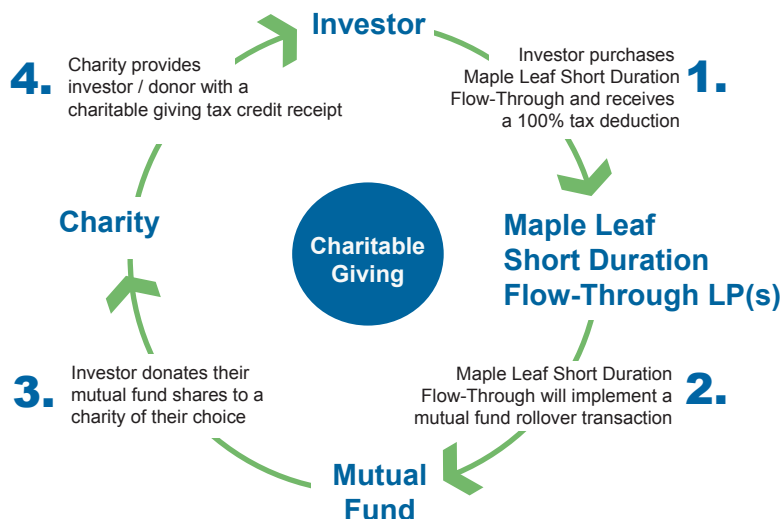 Investor
1.
Investor purchases
Maple Leaf Short Duration
Flow-Through and receives
a 100% tax deduction
Maple Leaf
Short Duration
Flow-Through LP(s)
2.
Maple Leaf Short Duration
Flow-Through will implement a
mutual fund rollover transaction
Mutual
Fund
3.
Investor donates their
mutual fund shares to a
charity of their choice
Charity
4.
Charity provides
investor / donor with a
charitable giving tax credit receipt
Charitable
Giving